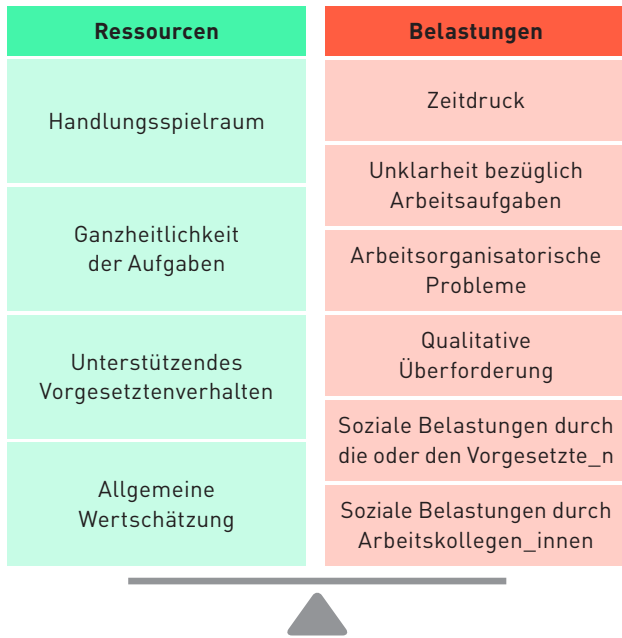 Ressourcen
Handlungsspielraum
Ganzheitlichkeit
der Aufgaben
Unterstützendes
Vorgesetztenverhalten
Allgemeine
Wertschätzung
Belastungen
Zeitdruck
Unklarheit bezüglich
Arbeitsaufgaben
Arbeitsorganisatorische
Probleme
Qualitative
Überforderung
Soziale Belastungen durch
die oder den Vorgesetzte_n
Soziale Belastungen durch
Arbeitskollegen_innen